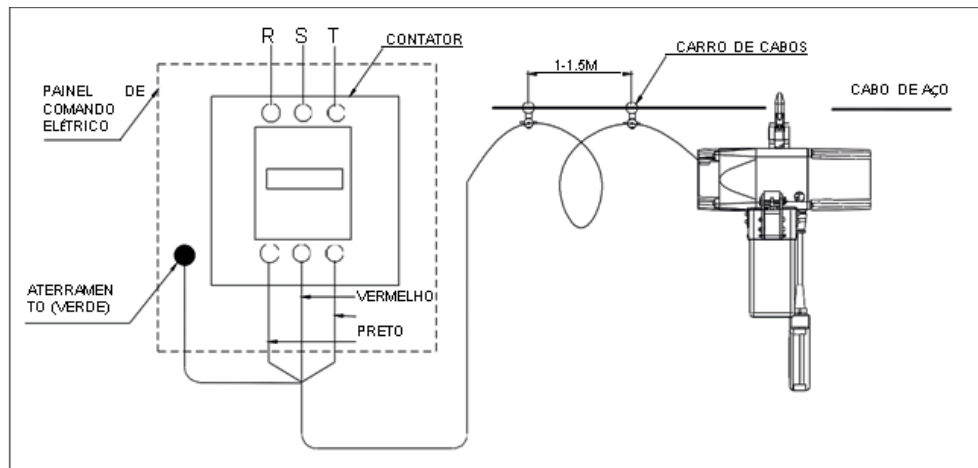 R S T
CONTATOR
CARRO DE CABOS
1-1.5M
PAINEL DE
COMANDO
ELÉTRICO
CABO DE AÇO
ATERRAMEN
TO (VERDE)
VERMELHO
PRETO